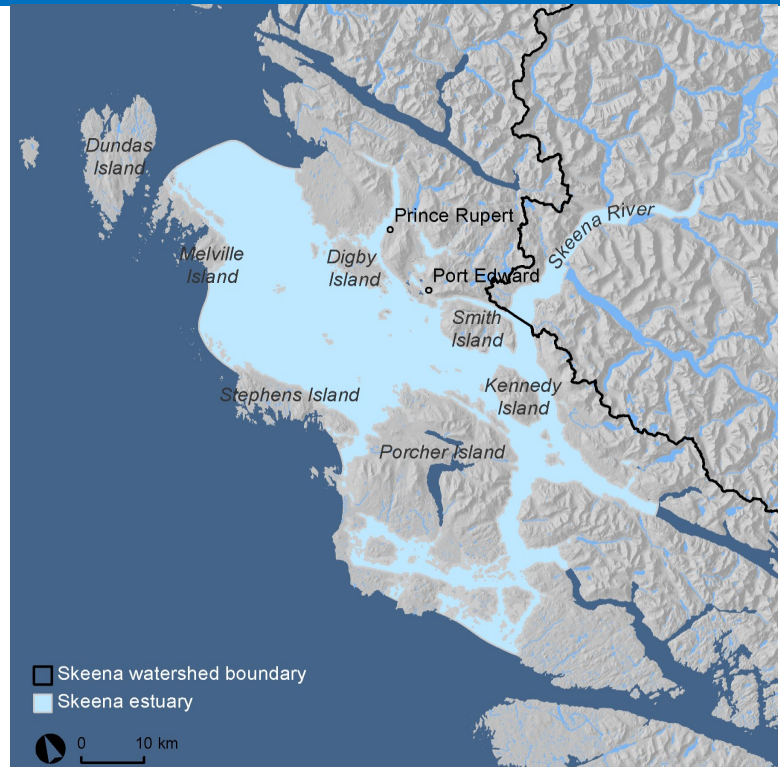 Dundas
Island
Prince Rupert
Skeena River
Melville
Island
Digby
Island
Port Edward
Smith
Island
Stephens Island
Kennedy
Island
Porcher Island
Skeena watershed boundary
Skeena estuary
0 10 km